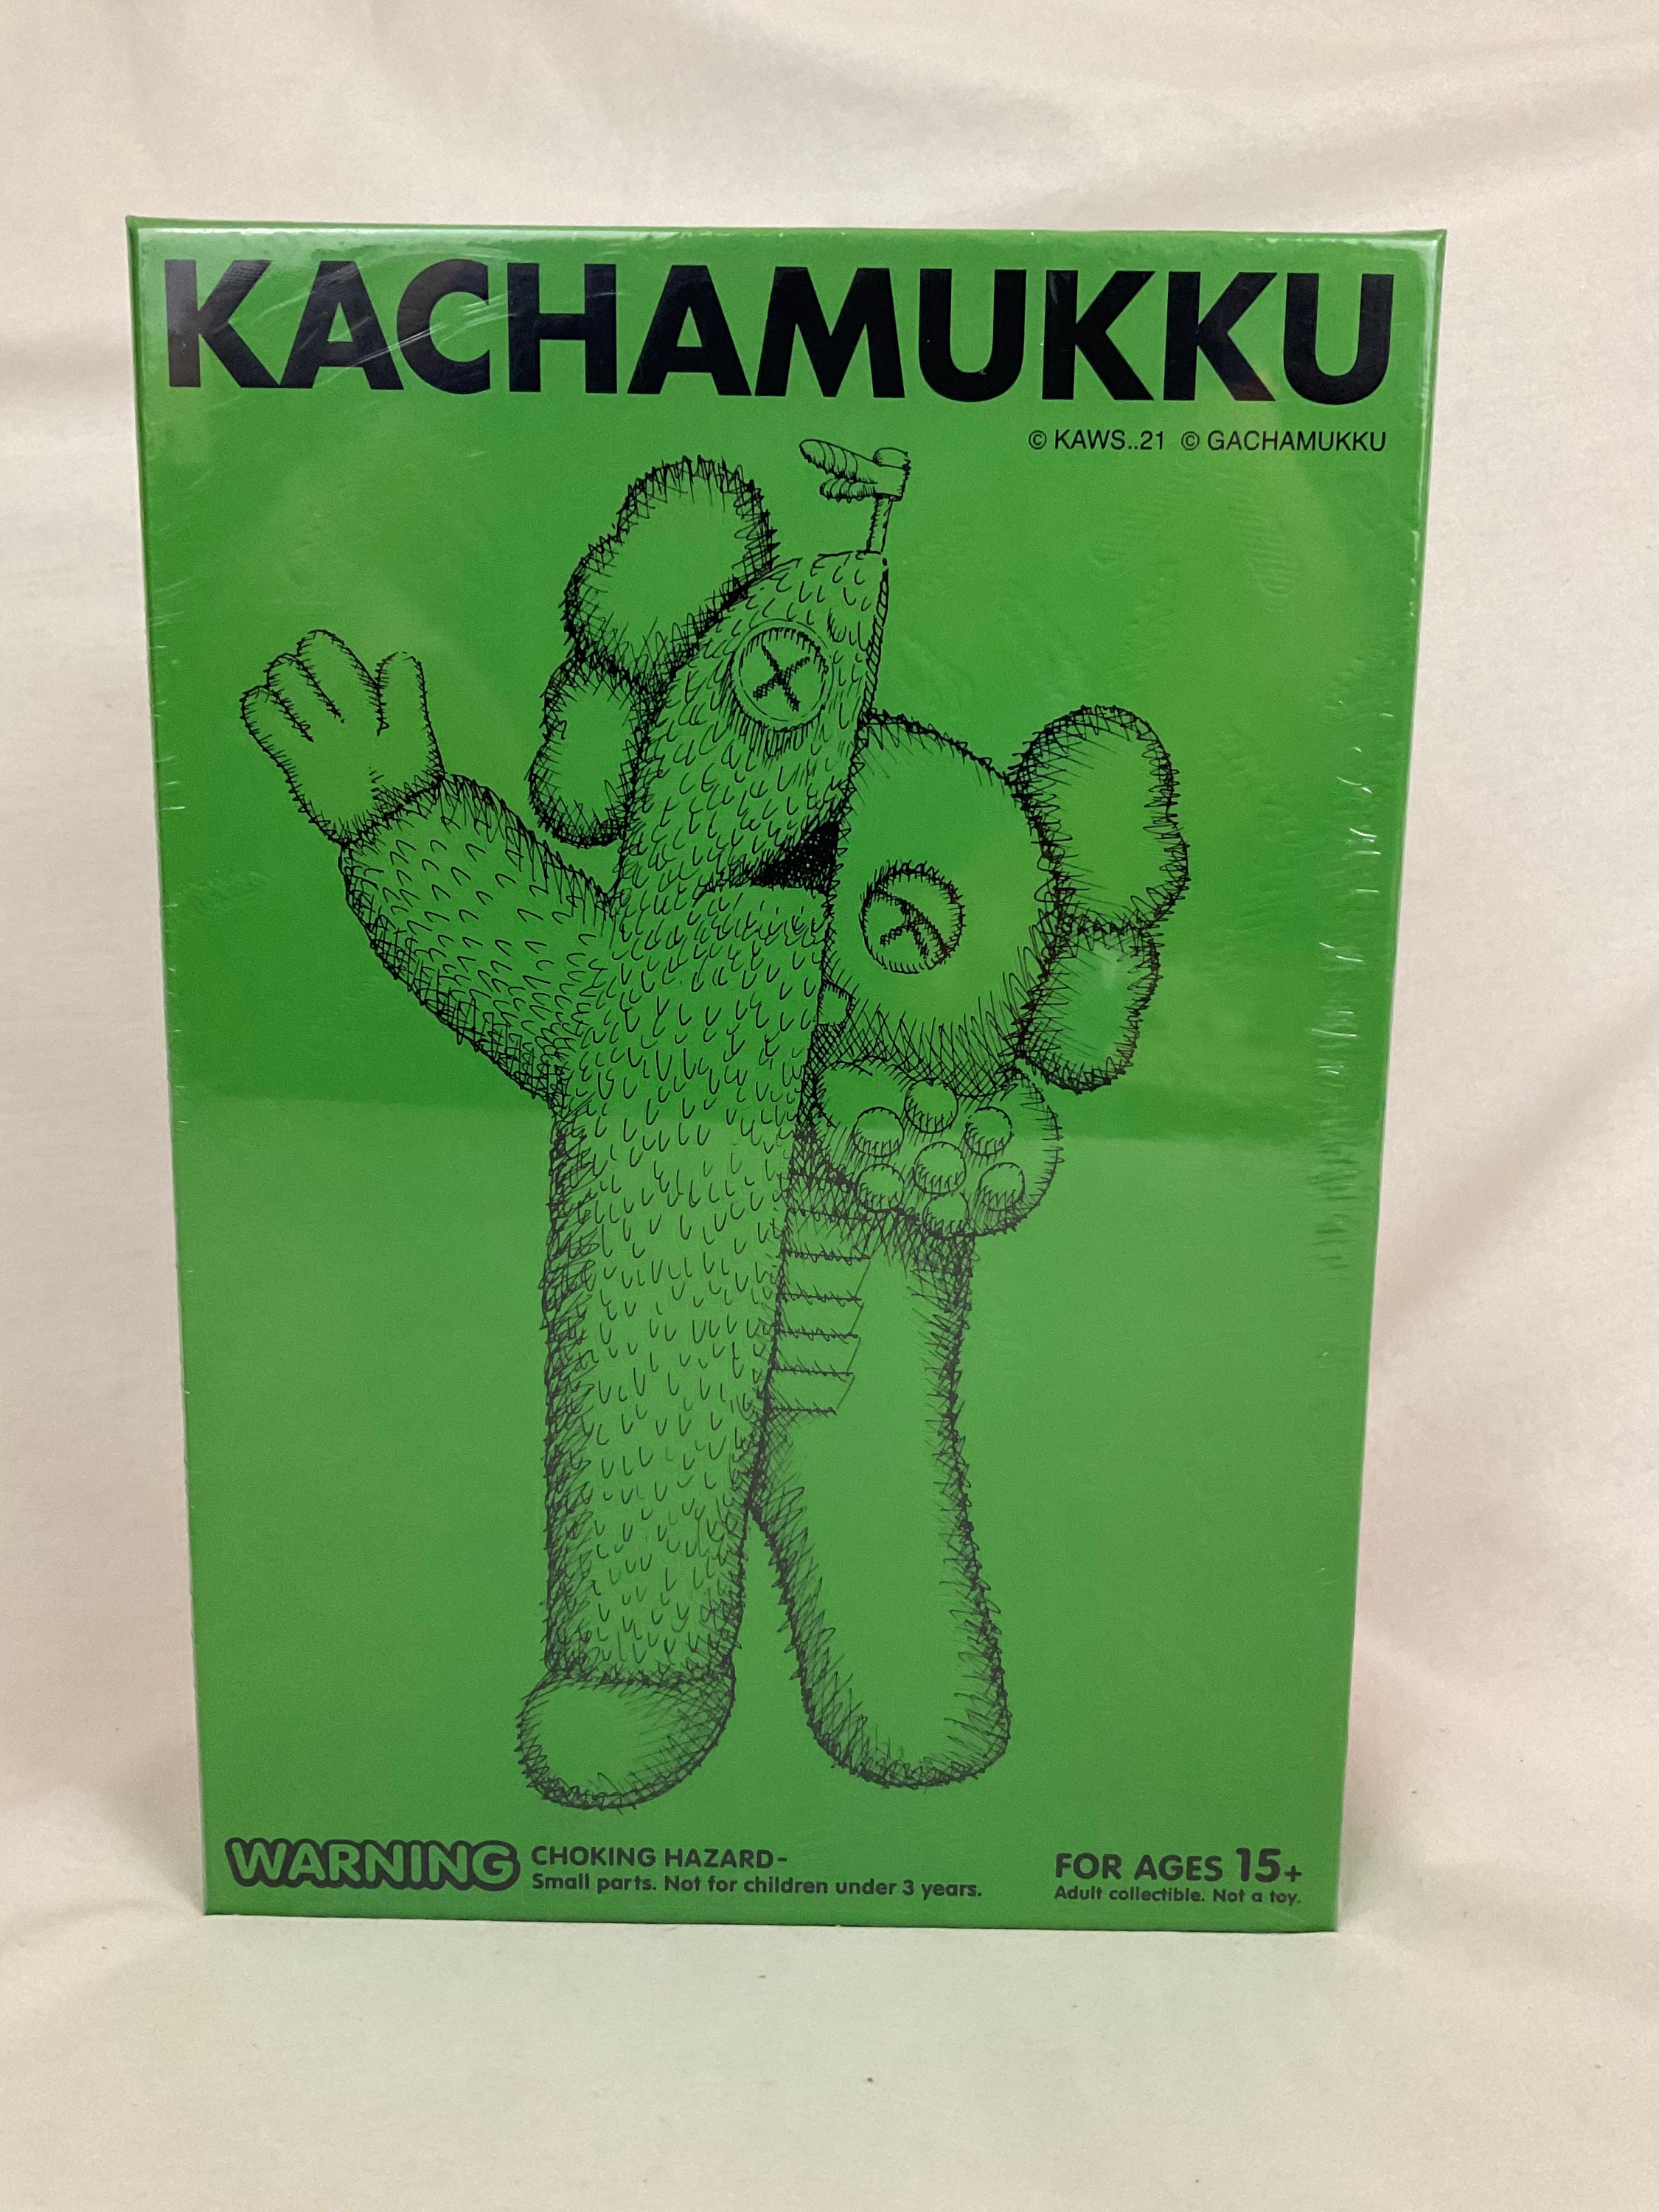 KACHAMUKKU
© KAWS..21 © GACHAMUKKU
WARNING CHOKING HAZARD-
Small parts. Not for children under 3 years.
FOR AGES 15+
Adult collectible. Not a toy.